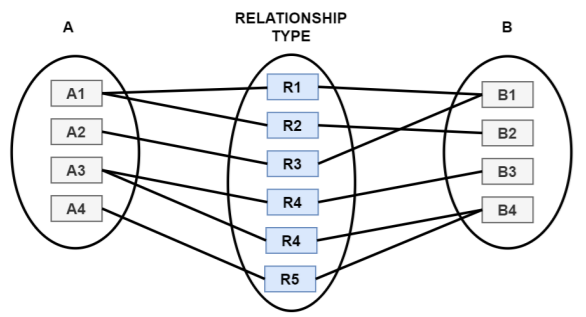 A
RELATIONSHIP
TYPE
B
A1
A2
A3
A4
R1
R2
R3
R4
R4
R5
B1
B2
B3
B4